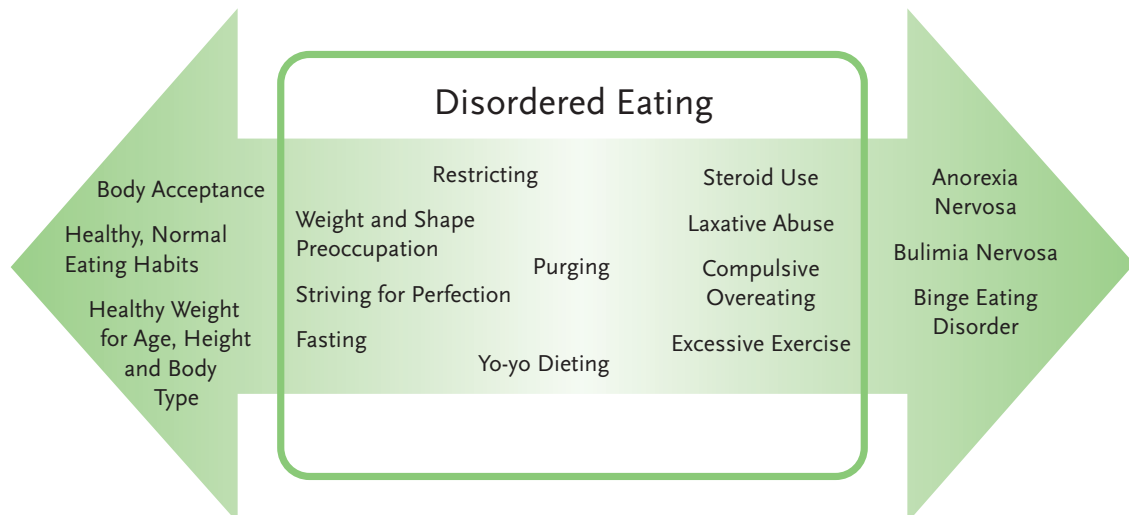 Disordered Eating
Body Acceptance
Healthy, Normal
Eating Habits
Healthy Weight
for Age, Height
and Body
Type
Restricting
Weight and Shape
Preoccupation
Purging
Striving for Perfection
Fasting
Yo-yo Dieting
Steroid Use
Laxative Abuse
Compulsive
Overeating
Excessive Exercise
Anorexia
Nervosa
Bulimia Nervosa
Binge Eating
Disorder